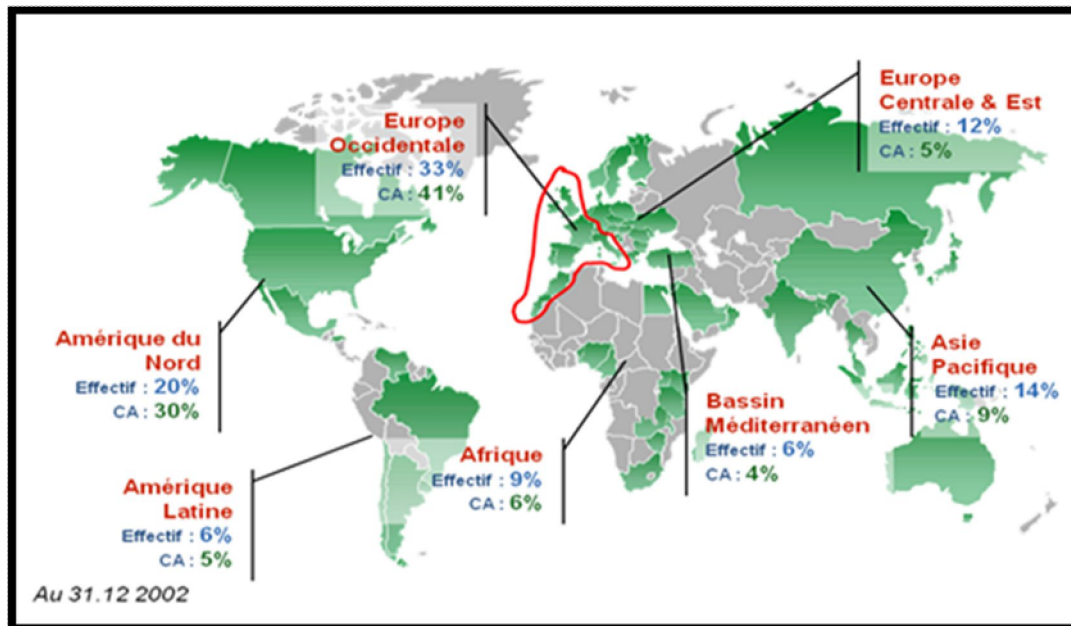 Europe
Occidentale
Effectif : 33%
CA : 41%
Europe
Centrale & Est
Effectif : 12%
CA : 5%
Amérique du
Nord
Effectif : 20%
CA : 30%
Asie
Pacifique
Effectif : 14%
CA : 9%
Bassin
Méditerranéen
Effectif : 6%
CA : 4%
Afrique
Effectif : 9%
CA : 6%
Amérique
Latine
Effectif : 6%
CA : 5%
Au 31.12 2002